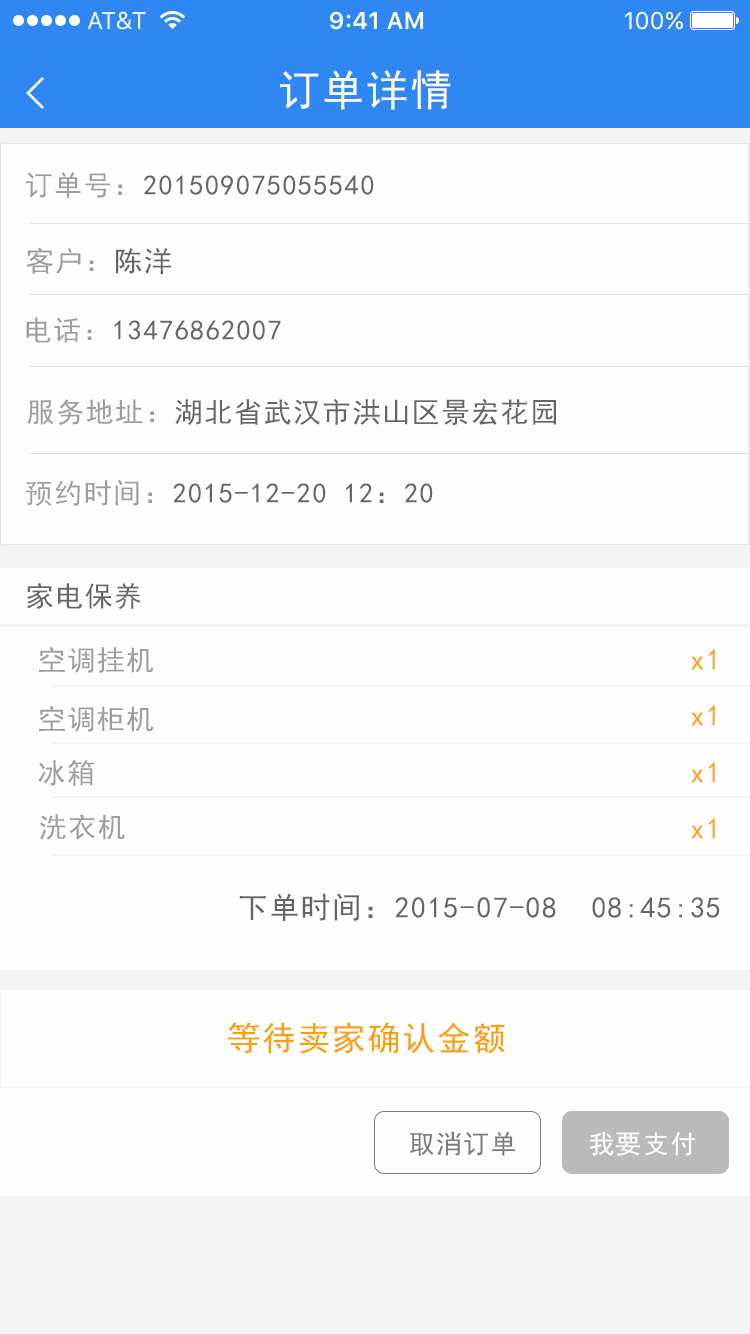 AT&T 9:41 AM 100%
订单详情
订单号：201509075055540
客户：陈洋
电话：13476862007
服务地址：湖北省武汉市洪山区景宏花园
预约时间：2015-12-20 12：20
家电保养
空调挂机 x1
空调柜机 x1
冰箱 x1
洗衣机 x1
下单时间：2015-07-08 08:45:35
等待卖家确认金额
取消订单 我要支付